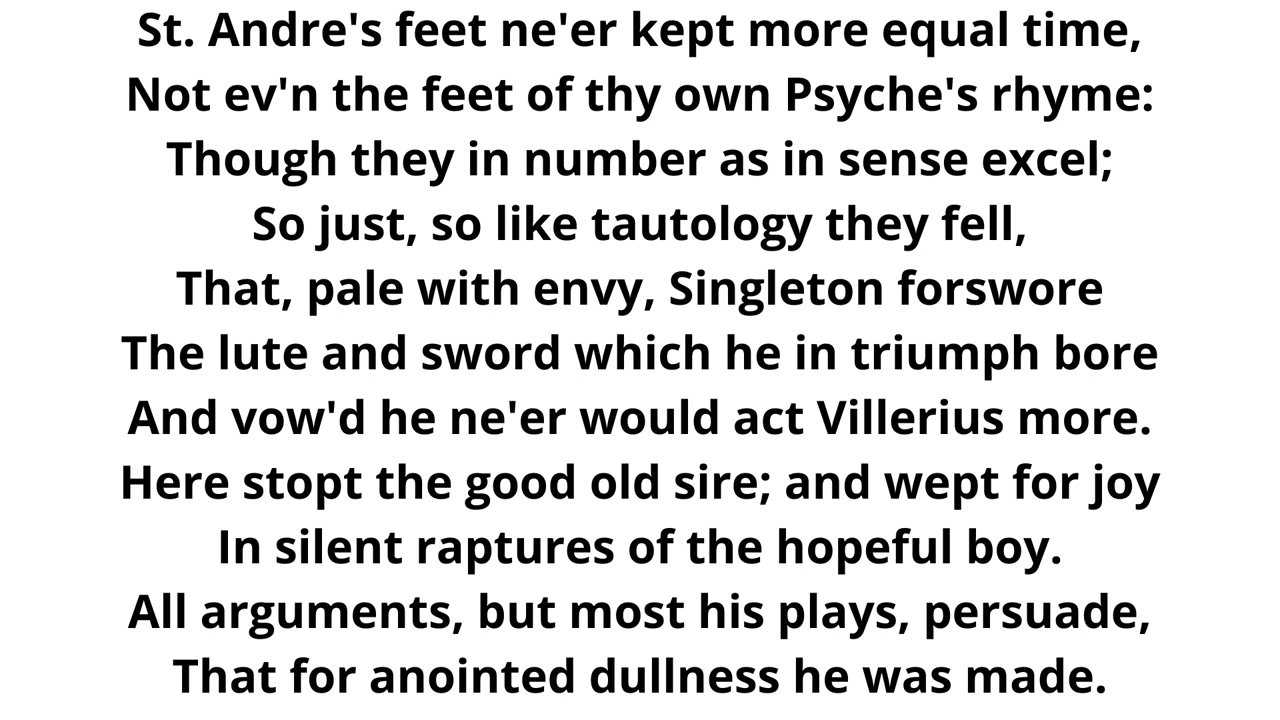 St. Andre's feet ne'er kept more equal time,
Not ev'n the feet of thy own Psyche's rhyme:
Though they in number as in sense excel;
So just, so like tautology they fell,
That, pale with envy, Singleton forswore
The lute and sword which he in triumph bore
And vow'd he ne'er would act Villerius more.
Here stopt the good old sire; and wept for joy
In silent raptures of the hopeful boy.
All arguments, but most his plays, persuade,
That for anointed dullness he was made.